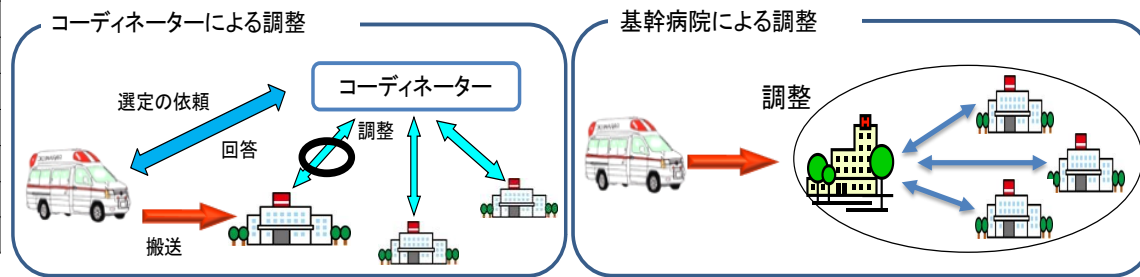 コーディネーターによる調整
コーディネーター
選定の依頼
回答
調整
搬送
基幹病院による調整
調整
H